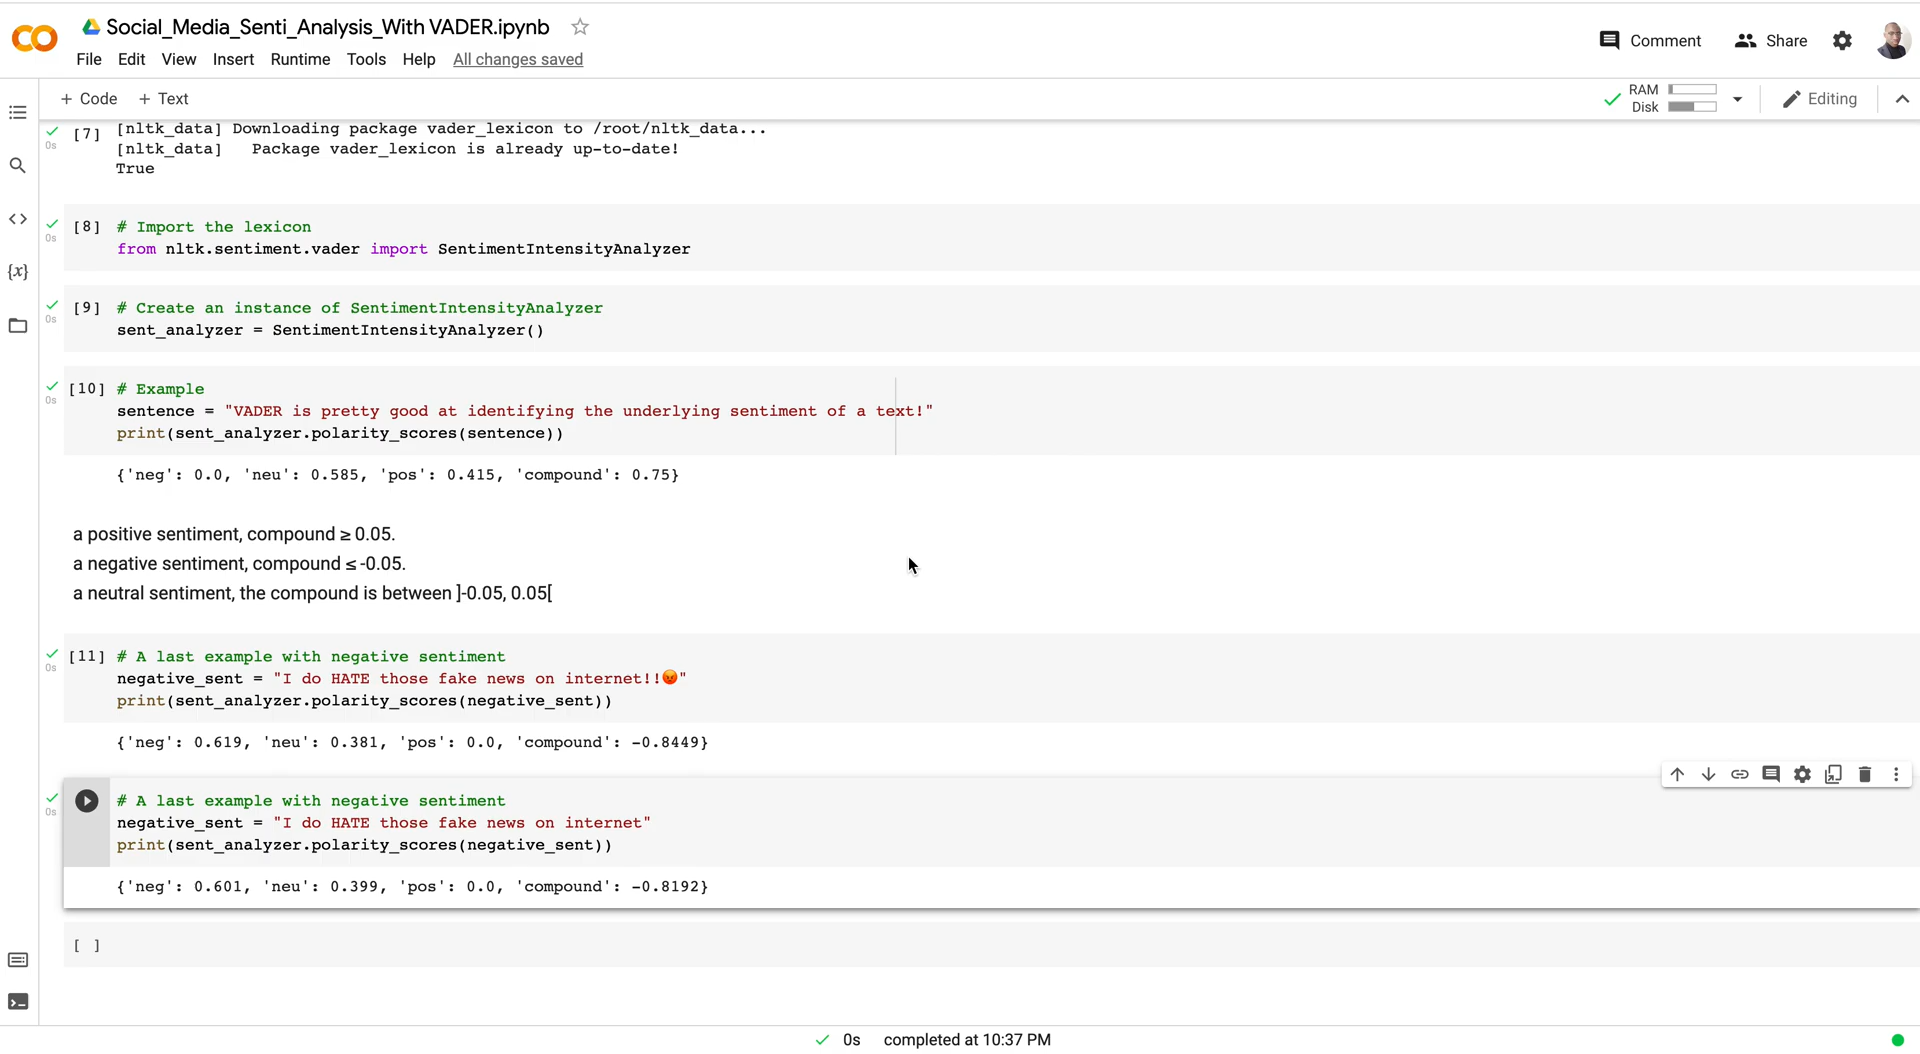 Social_Media_Senti_Analysis_With VADER.ipynb
File Edit View Insert Runtime Tools Help All changes saved
Comment Share
+ Code + Text
RAM
Disk
Editing
[7] [nltk_data] Downloading package vader_lexicon to /root/nltk_data...
0s
[nltk_data]   Package vader_lexicon is already up-to-date!
True
[8] # Import the lexicon
0s
from nltk.sentiment.vader import SentimentIntensityAnalyzer
[9] # Create an instance of SentimentIntensityAnalyzer
0s
sent_analyzer = SentimentIntensityAnalyzer()
[10] # Example
0s
sentence = "VADER is pretty good at identifying the underlying sentiment of a text!"
print(sent_analyzer.polarity_scores(sentence))
{'neg': 0.0, 'neu': 0.585, 'pos': 0.415, 'compound': 0.75}
a positive sentiment, compound ≥ 0.05.
a negative sentiment, compound ≤ -0.05.
a neutral sentiment, the compound is between ]-0.05, 0.05[
[11] # A last example with negative sentiment
0s
negative_sent = "I do HATE those fake news on internet!!😡"
print(sent_analyzer.polarity_scores(negative_sent))
{'neg': 0.619, 'neu': 0.381, 'pos': 0.0, 'compound': -0.8449}
# A last example with negative sentiment
0s
negative_sent = "I do HATE those fake news on internet"
print(sent_analyzer.polarity_scores(negative_sent))
{'neg': 0.601, 'neu': 0.399, 'pos': 0.0, 'compound': -0.8192}
[ ]
0s completed at 10:37 PM